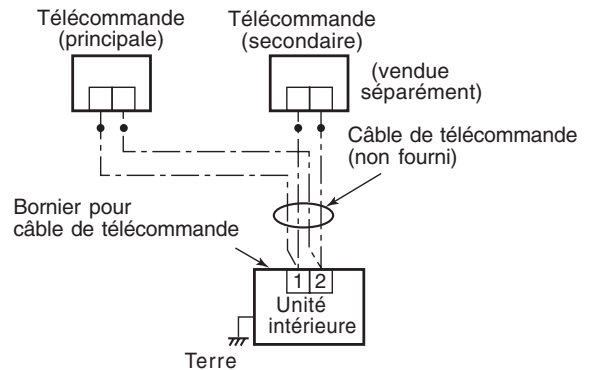 Télécommande
(principale)
Télécommande
(secondaire)
(vendue
séparément)
Câble de télécommande
(non fourni)
Bornier pour
câble de télécommande
1 2
Unité
intérieure
Terre